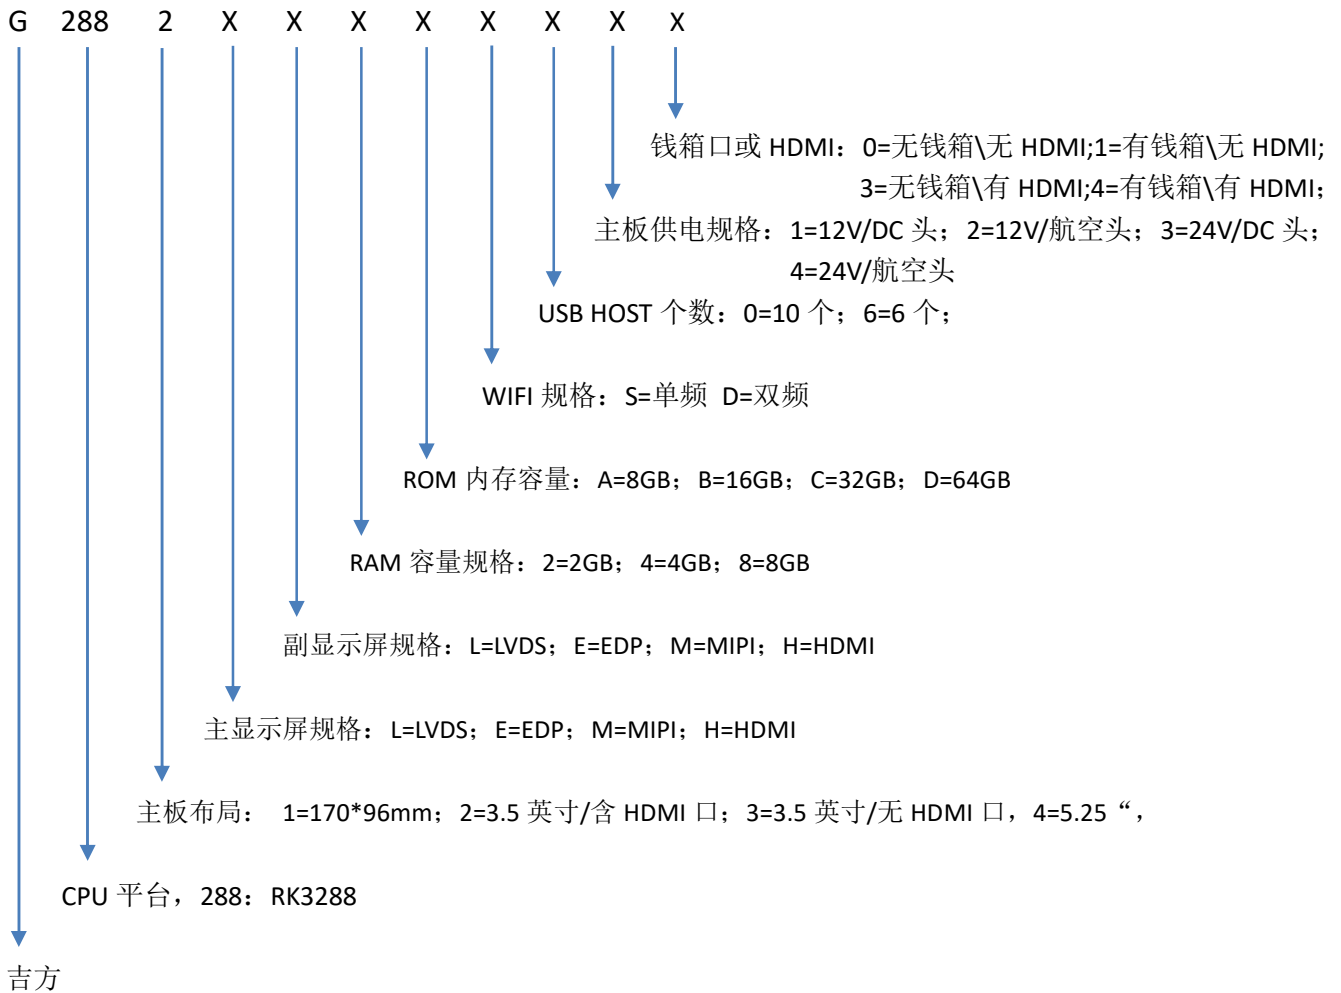 G 288 2 X X X X X X X X
钱箱口或 HDMI：0=无钱箱\无 HDMI;1=有钱箱\无 HDMI;
3=无钱箱\有 HDMI;4=有钱箱\有 HDMI；
主板供电规格：1=12V/DC 头；2=12V/航空头；3=24V/DC 头；
4=24V/航空头
USB HOST 个数：0=10 个；6=6 个；
WIFI 规格：S=单频 D=双频
ROM 内存容量：A=8GB；B=16GB；C=32GB；D=64GB
RAM 容量规格：2=2GB；4=4GB；8=8GB
副显示屏规格：L=LVDS；E=EDP；M=MIPI；H=HDMI
主显示屏规格：L=LVDS；E=EDP；M=MIPI；H=HDMI
主板布局： 1=170*96mm；2=3.5 英寸/含 HDMI 口；3=3.5 英寸/无 HDMI 口，4=5.25 “，
CPU 平台，288：RK3288
吉方